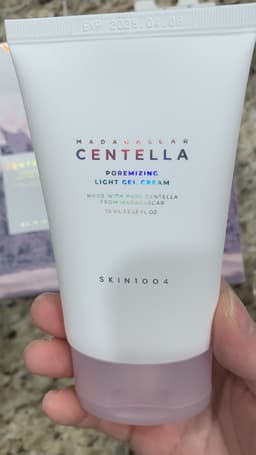 MADAGASCAR
CENTELLA
POREMIZING
LIGHT GEL CREAM
MADE WITH PURE CENTELLA
FROM MADAGASCAR
SKIN1004